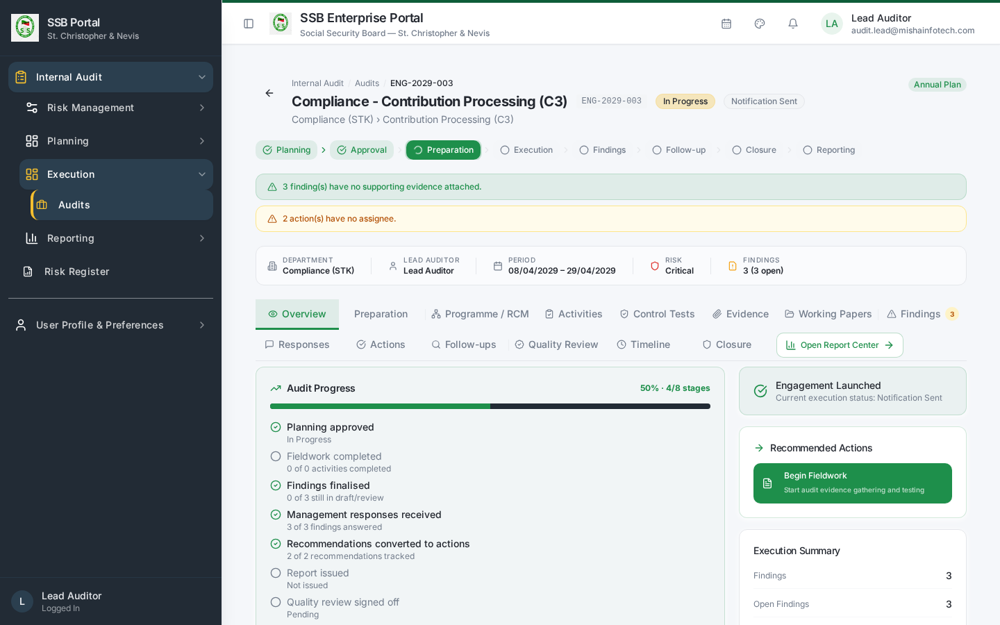 SSB Portal
St. Christopher & Nevis
Internal Audit
Risk Management
Planning
Execution
Audits
Reporting
Risk Register
User Profile & Preferences
L
Lead Auditor
Logged In
SSB Enterprise Portal
Social Security Board — St. Christopher & Nevis
LA
Lead Auditor
audit.lead@mishainfotech.com
Internal Audit / Audits / ENG-2029-003
Annual Plan
Compliance - Contribution Processing (C3) ENG-2029-003 In Progress Notification Sent
Compliance (STK) › Contribution Processing (C3)
Planning Approval Preparation Execution Findings Follow-up Closure Reporting
3 finding(s) have no supporting evidence attached.
2 action(s) have no assignee.
DEPARTMENT
Compliance (STK)
LEAD AUDITOR
Lead Auditor
PERIOD
08/04/2029 – 29/04/2029
RISK
Critical
FINDINGS
3 (3 open)
Overview Preparation Programme / RCM Activities Control Tests Evidence Working Papers Findings 3
Responses Actions Follow-ups Quality Review Timeline Closure Open Report Center
Audit Progress 50% · 4/8 stages
Planning approved
In Progress
Fieldwork completed
0 of 0 activities completed
Findings finalised
0 of 3 still in draft/review
Management responses received
3 of 3 findings answered
Recommendations converted to actions
2 of 2 recommendations tracked
Report issued
Not issued
Quality review signed off
Pending
Engagement Launched
Current execution status: Notification Sent
Recommended Actions
Begin Fieldwork
Start audit evidence gathering and testing
Execution Summary
Findings 3
Open Findings 3